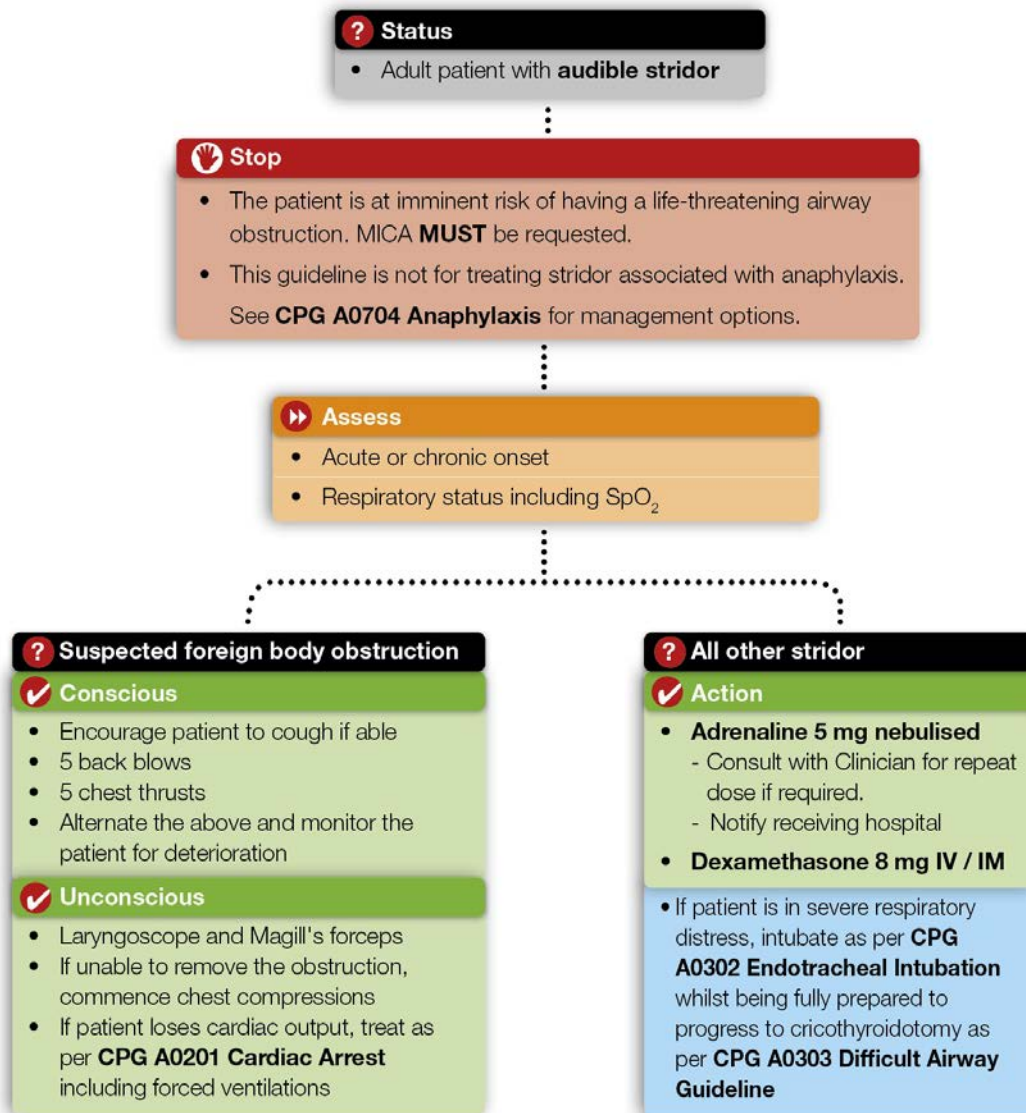 ? Status
• Adult patient with audible stridor
Stop
• The patient is at imminent risk of having a life-threatening airway
obstruction. MICA MUST be requested.
• This guideline is not for treating stridor associated with anaphylaxis.
See CPG A0704 Anaphylaxis for management options.
Assess
• Acute or chronic onset
• Respiratory status including SpO₂
? Suspected foreign body obstruction
Conscious
• Encourage patient to cough if able
• 5 back blows
• 5 chest thrusts
• Alternate the above and monitor the
patient for deterioration
Unconscious
• Laryngoscope and Magill's forceps
• If unable to remove the obstruction,
commence chest compressions
• If patient loses cardiac output, treat as
per CPG A0201 Cardiac Arrest
including forced ventilations
? All other stridor
Action
• Adrenaline 5 mg nebulised
- Consult with Clinician for repeat
dose if required.
- Notify receiving hospital
• Dexamethasone 8 mg IV / IM
• If patient is in severe respiratory
distress, intubate as per CPG
A0302 Endotracheal Intubation
whilst being fully prepared to
progress to cricothyroidotomy as
per CPG A0303 Difficult Airway
Guideline